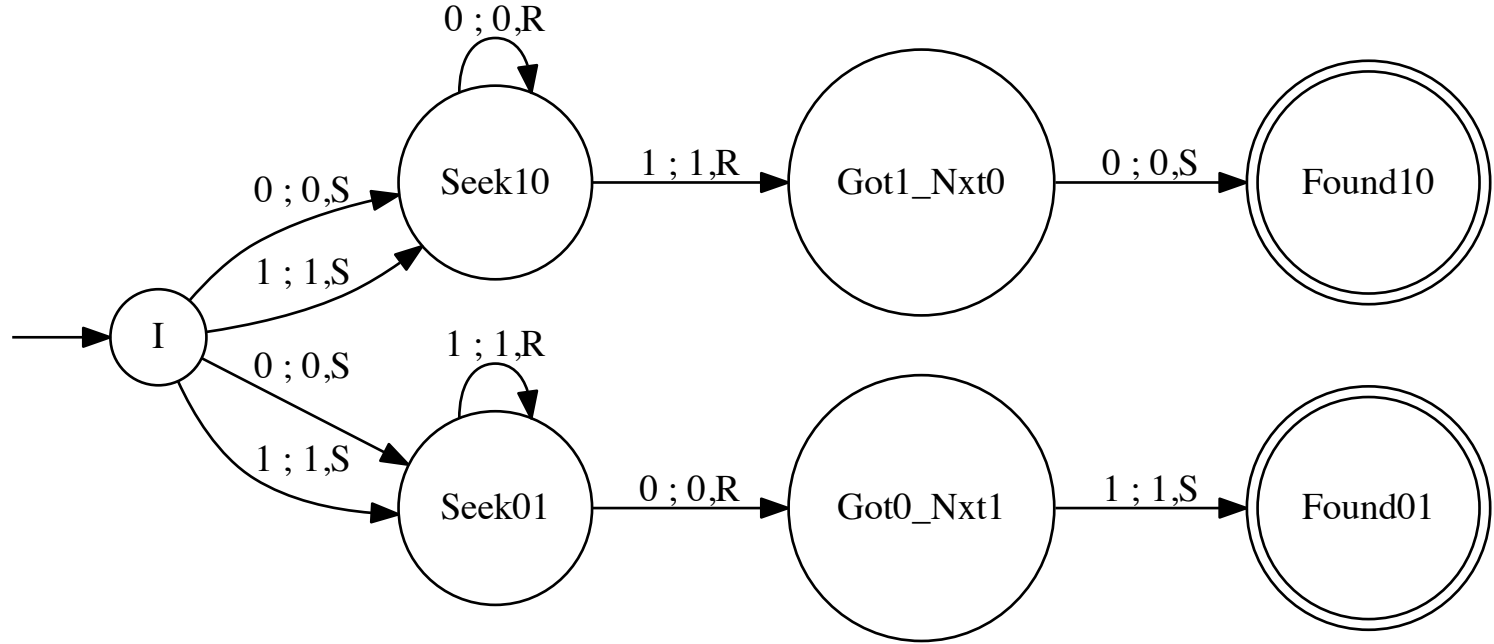 0 ; 0,R
Seek10
1 ; 1,R
Got1_Nxt0
0 ; 0,S
Found10
0 ; 0,S
1 ; 1,S
I
0 ; 0,S
1 ; 1,S
1 ; 1,R
Seek01
0 ; 0,R
Got0_Nxt1
1 ; 1,S
Found01